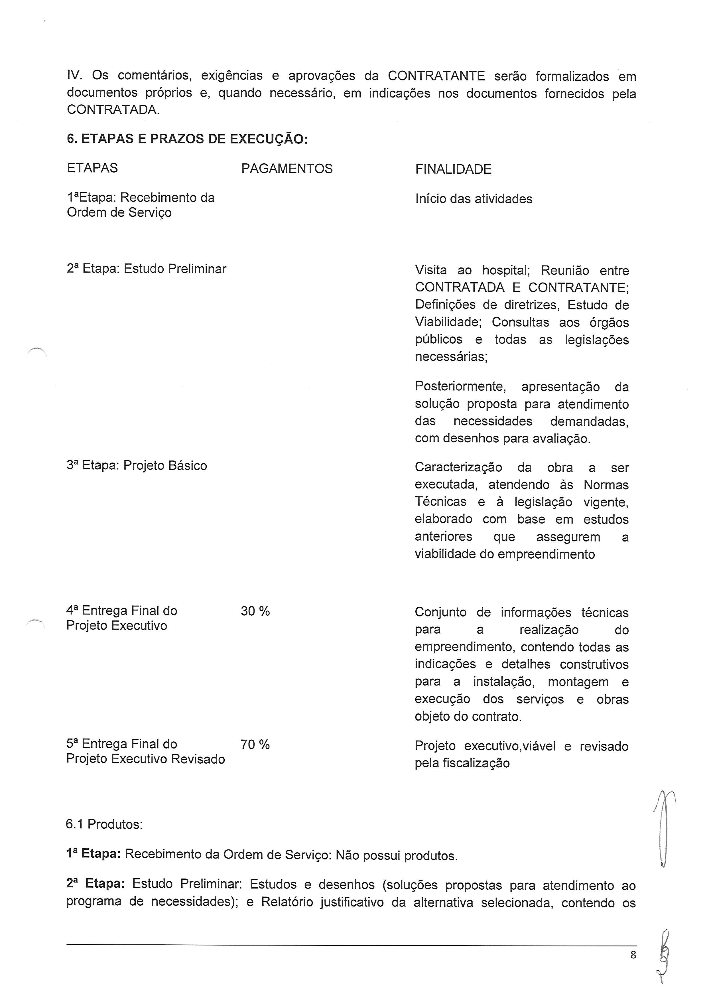 IV. Os comentários, exigências e aprovações da CONTRATANTE serão formalizados em
documentos próprios e, quando necessário, em indicações nos documentos fornecidos pela
CONTRATADA.
6. ETAPAS E PRAZOS DE EXECUÇÃO:
ETAPAS PAGAMENTOS FINALIDADE
1ªEtapa: Recebimento da
Ordem de Serviço
Início das atividades
2ª Etapa: Estudo Preliminar
Visita ao hospital; Reunião entre
CONTRATADA E CONTRATANTE;
Definições de diretrizes, Estudo de
Viabilidade; Consultas aos órgãos
públicos e todas as legislações
necessárias;
Posteriormente, apresentação da
solução proposta para atendimento
das necessidades demandadas,
com desenhos para avaliação.
3ª Etapa: Projeto Básico
Caracterização da obra a ser
executada, atendendo às Normas
Técnicas e à legislação vigente,
elaborado com base em estudos
anteriores que assegurem a
viabilidade do empreendimento
4ª Entrega Final do
Projeto Executivo
30 %
Conjunto de informações técnicas
para a realização do
empreendimento, contendo todas as
indicações e detalhes construtivos
para a instalação, montagem e
execução dos serviços e obras
objeto do contrato.
5ª Entrega Final do
Projeto Executivo Revisado
70 %
Projeto executivo,viável e revisado
pela fiscalização
6.1 Produtos:
1ª Etapa: Recebimento da Ordem de Serviço: Não possui produtos.
2ª Etapa: Estudo Preliminar: Estudos e desenhos (soluções propostas para atendimento ao
programa de necessidades); e Relatório justificativo da alternativa selecionada, contendo os
8